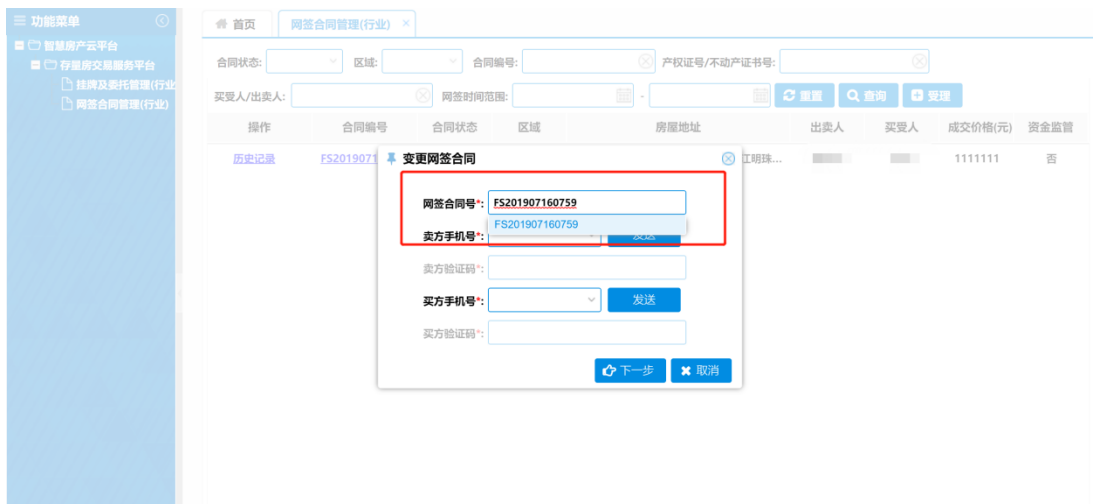 功能菜单
智慧房产云平台
存量房交易服务平台
挂牌及委托管理(行业
网签合同管理(行业)
首页
网签合同管理(行业) ×
合同状态: 区域: 合同编号: 产权证号/不动产证书号:
买受人/出卖人: 网签时间范围: - 重置 查询 受理
操作 合同编号 合同状态 区域 房屋地址 出卖人 买受人 成交价格(元) 资金监管
历史记录 FS2019071 江明珠... 1111111 否
变更网签合同
网签合同号*: FS201907160759
FS201907160759
卖方手机号*: 发送
卖方验证码*:
买方手机号*: 发送
买方验证码*:
下一步 取消